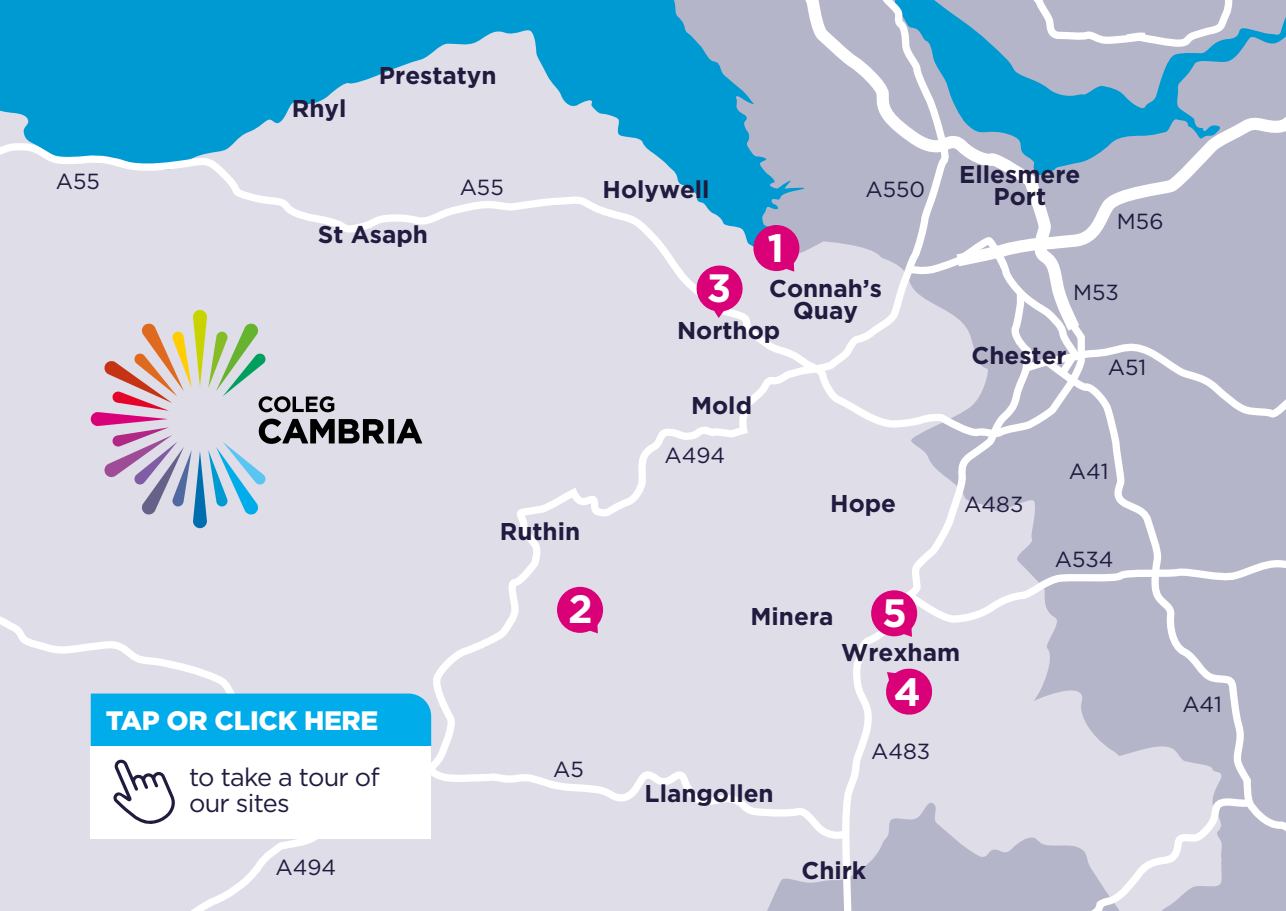 Prestatyn
Rhyl
A55
A55
Holywell
A550
Ellesmere
Port
M56
St Asaph
1
3
Connah's
Quay
M53
Northop
Chester
A51
COLEG
CAMBRIA
Mold
A494
A41
Hope
A483
Ruthin
A534
2
Minera
5
Wrexham
4
A41
TAP OR CLICK HERE
to take a tour of
our sites
A483
A5
Llangollen
A494
Chirk